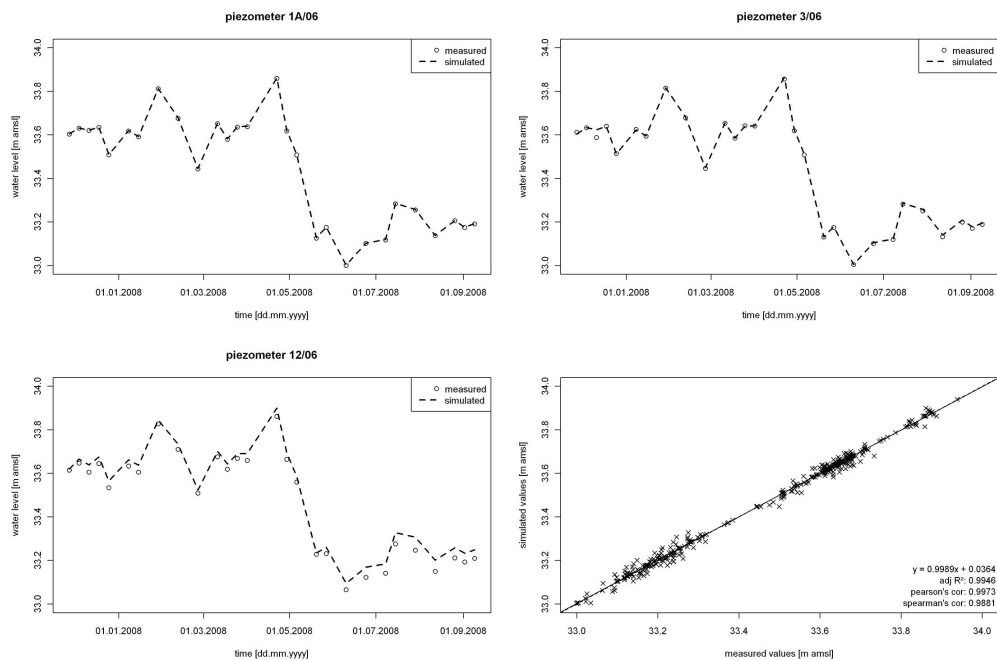 piezometer 1A/06
34.0
33.8
33.6
33.4
33.2
33.0
water level [m amsl]
measured
simulated
01.01.2008 01.03.2008 01.05.2008 01.07.2008 01.09.2008
time [dd.mm.yyyy]
piezometer 3/06
34.0
33.8
33.6
33.4
33.2
33.0
water level [m amsl]
measured
simulated
01.01.2008 01.03.2008 01.05.2008 01.07.2008 01.09.2008
time [dd.mm.yyyy]
piezometer 12/06
34.0
33.8
33.6
33.4
33.2
33.0
water level [m amsl]
measured
simulated
01.01.2008 01.03.2008 01.05.2008 01.07.2008 01.09.2008
time [dd.mm.yyyy]
34.0
33.8
33.6
33.4
33.2
33.0
simulated values [m amsl]
y = 0.9989x + 0.0364
adj R²: 0.9946
pearson's cor: 0.9973
spearman's cor: 0.9881
33.0 33.2 33.4 33.6 33.8 34.0
measured values [m amsl]